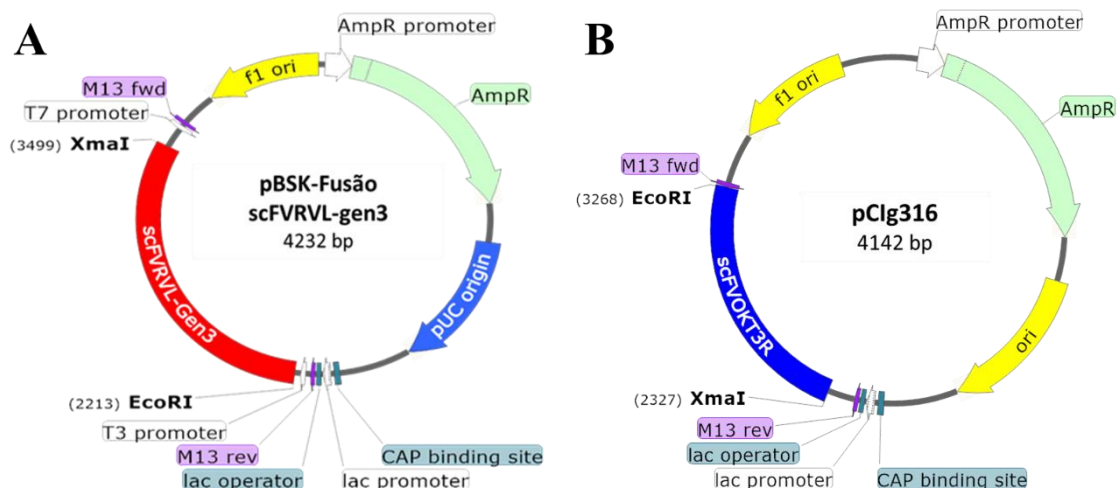 A
AmpR promoter
f1 ori
M13 fwd
T7 promoter
(3499) XmaI
AmpR
pBSK-Fusão
scFVRVL-gen3
4232 bp
scFVRVL-Gen3
pUC origin
(2213) EcoRI
T3 promoter
M13 rev
lac operator
lac promoter
CAP binding site
B
AmpR promoter
f1 ori
AmpR
M13 fwd
(3268) EcoRI
pCIg316
4142 bp
scFVOKT3R
ori
(2327) XmaI
M13 rev
lac operator
lac promoter
CAP binding site